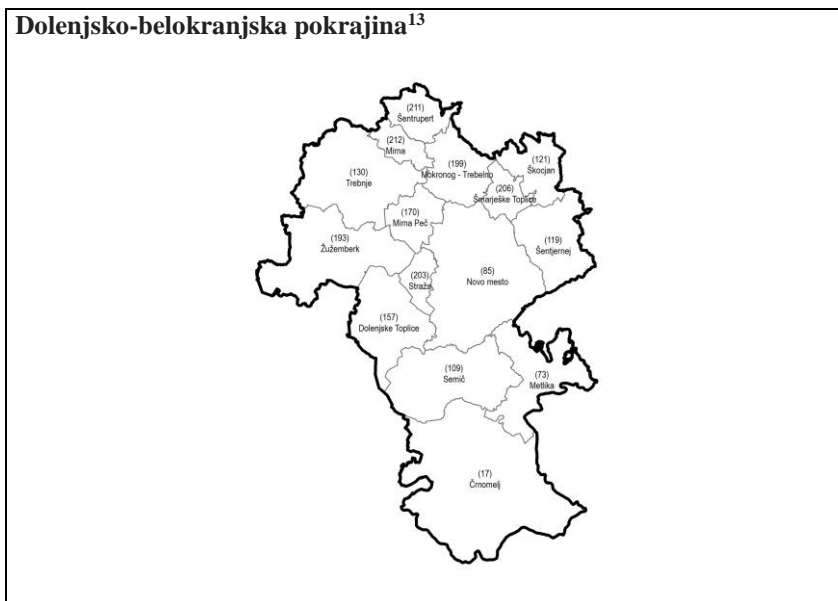 Dolenjsko-belokranjska pokrajina¹³
(211)
Šentrupert
(212)
Mirna
(199)
Mokronog - Trebelno
(121)
Škocjan
(130)
Trebnje
(206)
Šmarješke Toplice
(170)
Mirna Peč
(193)
Žužemberk
(119)
Šentjernej
(203)
Straža
(85)
Novo mesto
(157)
Dolenjske Toplice
(109)
Semič
(73)
Metlika
(17)
Črnomelj